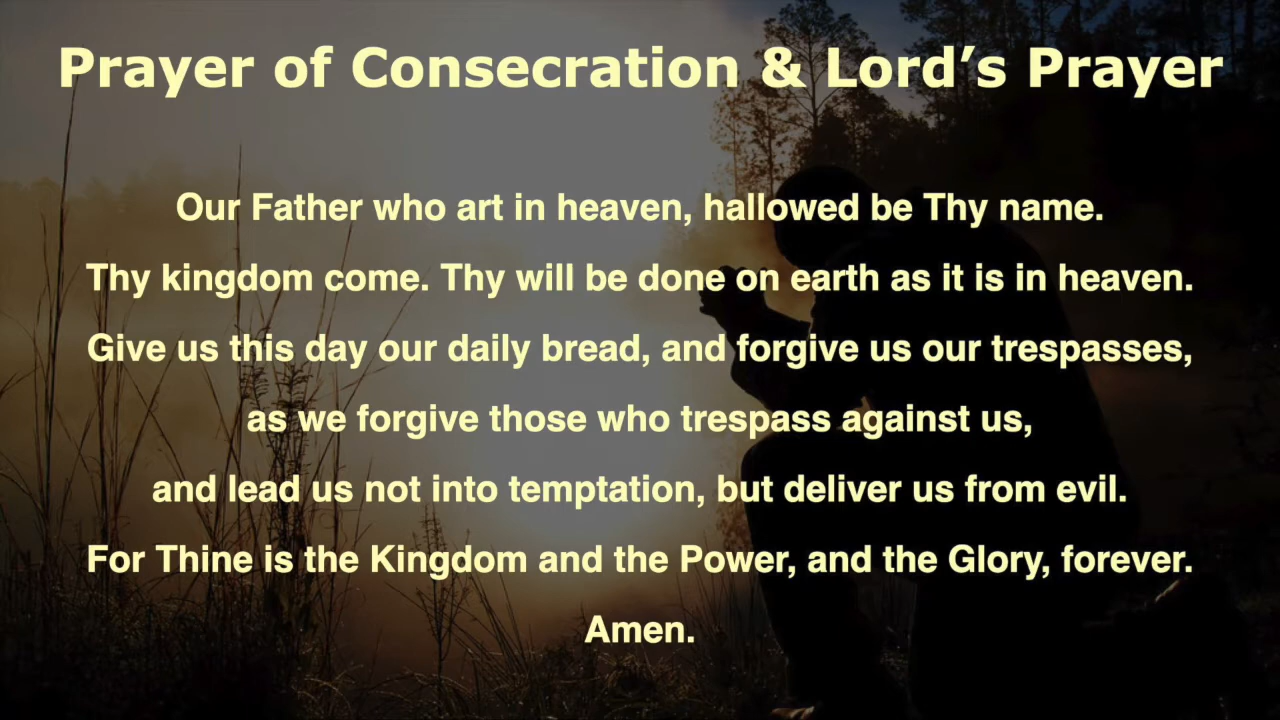 Prayer of Consecration & Lord’s Prayer
Our Father who art in heaven, hallowed be Thy name.
Thy kingdom come. Thy will be done on earth as it is in heaven.
Give us this day our daily bread, and forgive us our trespasses,
as we forgive those who trespass against us,
and lead us not into temptation, but deliver us from evil.
For Thine is the Kingdom and the Power, and the Glory, forever.
Amen.